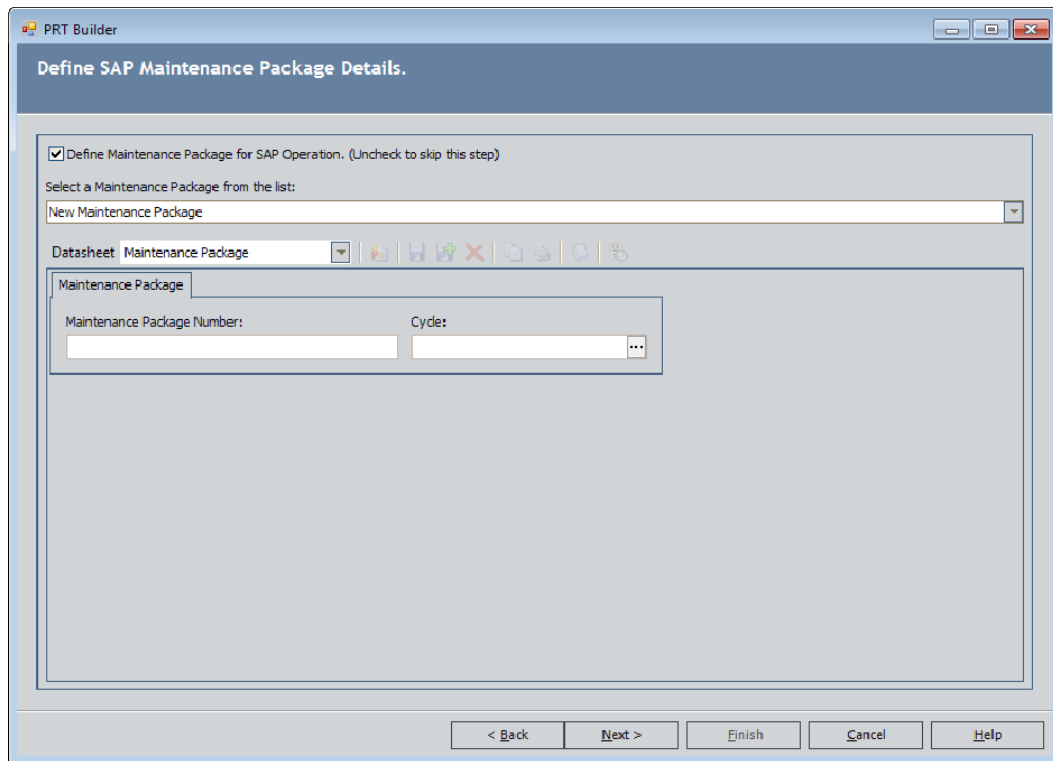 PRT Builder
Define SAP Maintenance Package Details.
Define Maintenance Package for SAP Operation. (Uncheck to skip this step)
Select a Maintenance Package from the list:
New Maintenance Package
Datasheet Maintenance Package
Maintenance Package
Maintenance Package Number: Cycle:
...
< Back Next > Finish Cancel Help